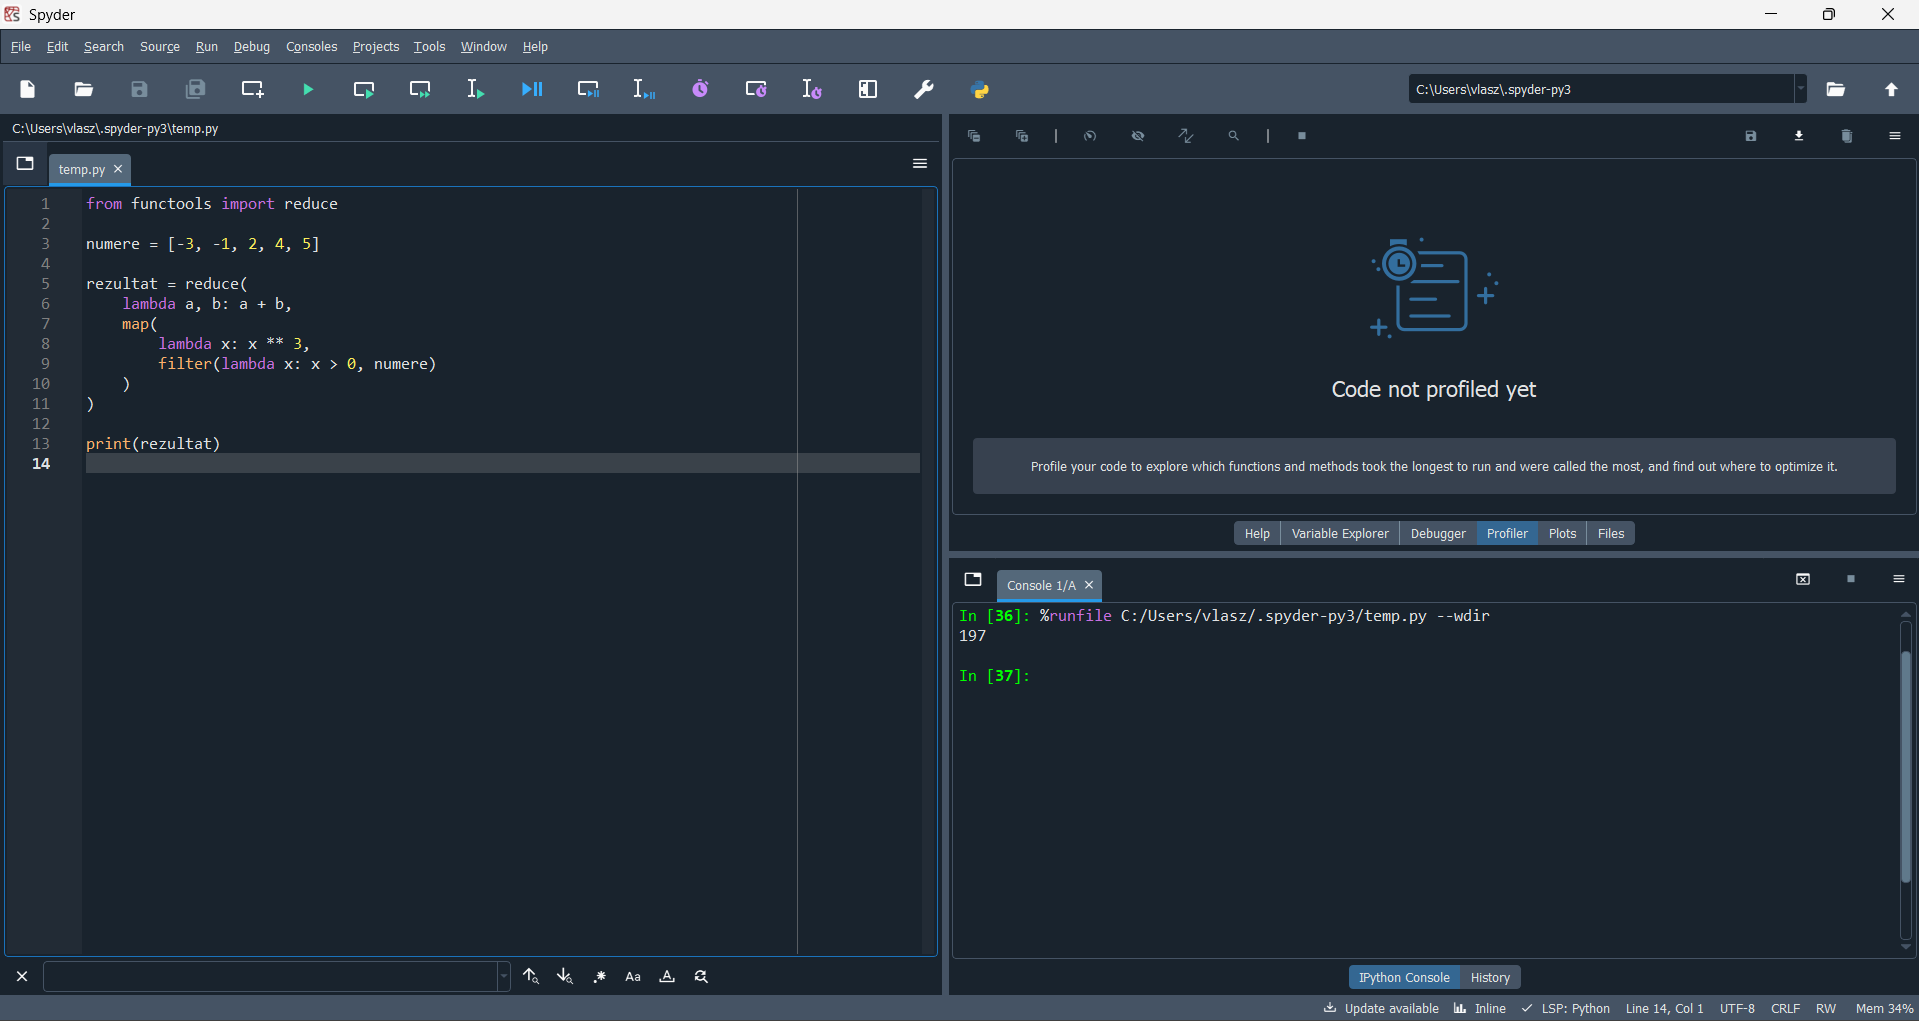 Spyder
File Edit Search Source Run Debug Consoles Projects Tools Window Help
C:\Users\vlasz\.spyder-py3
C:\Users\vlasz\.spyder-py3\temp.py
temp.py
1 from functools import reduce
2
3 numere = [-3, -1, 2, 4, 5]
4
5 rezultat = reduce(
6     lambda a, b: a + b,
7     map(
8         lambda x: x ** 3,
9         filter(lambda x: x > 0, numere)
10     )
11 )
12
13 print(rezultat)
14
Code not profiled yet
Profile your code to explore which functions and methods took the longest to run and were called the most, and find out where to optimize it.
Help Variable Explorer Debugger Profiler Plots Files
Console 1/A
In [36]: %runfile C:/Users/vlasz/.spyder-py3/temp.py --wdir
197
In [37]:
Aa
IPython Console History
Update available Inline LSP: Python Line 14, Col 1 UTF-8 CRLF RW Mem 34%